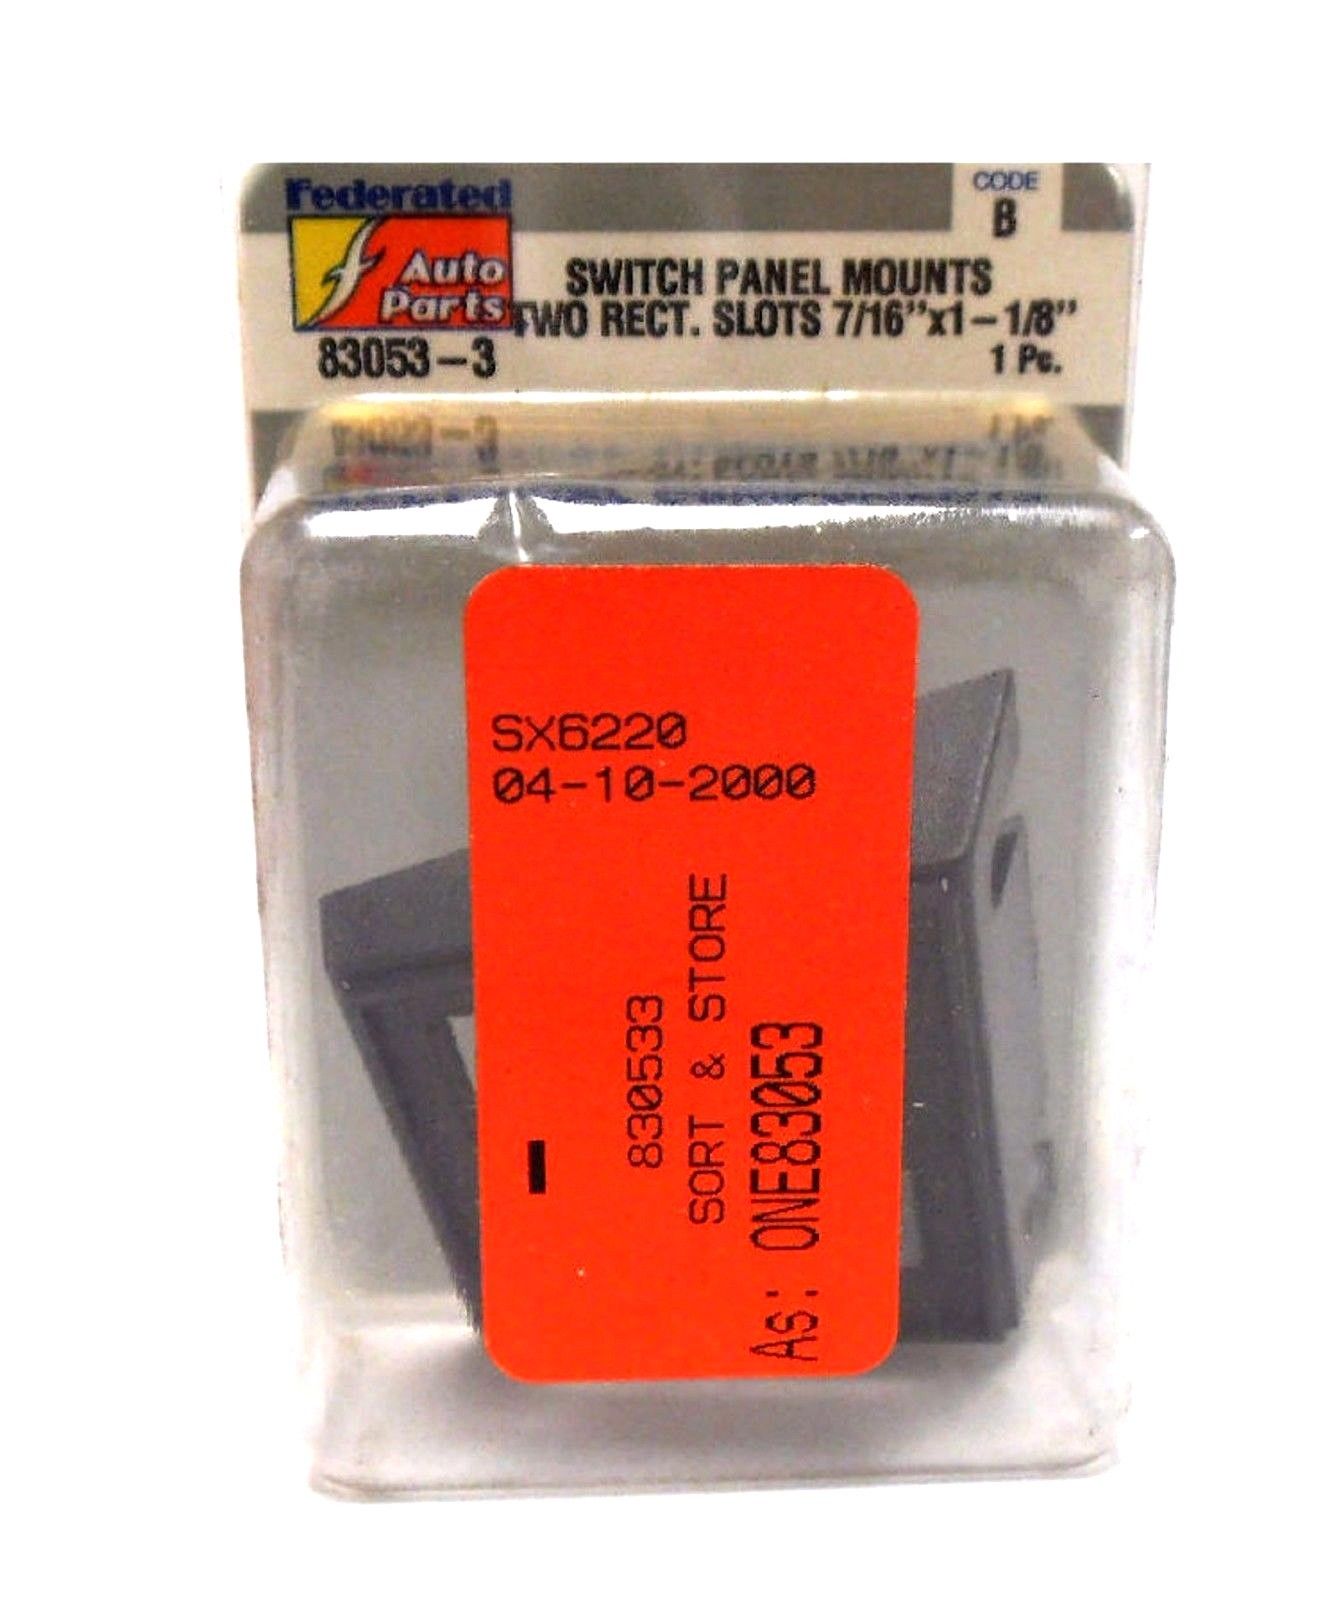 Federated
Auto
Parts
CODE
B
SWITCH PANEL MOUNTS
TWO RECT. SLOTS 7/16"x1-1/8"
83053-3
1 Pc.
SX6220
04-10-2000
830533
SORT & STORE
As: ONE83053